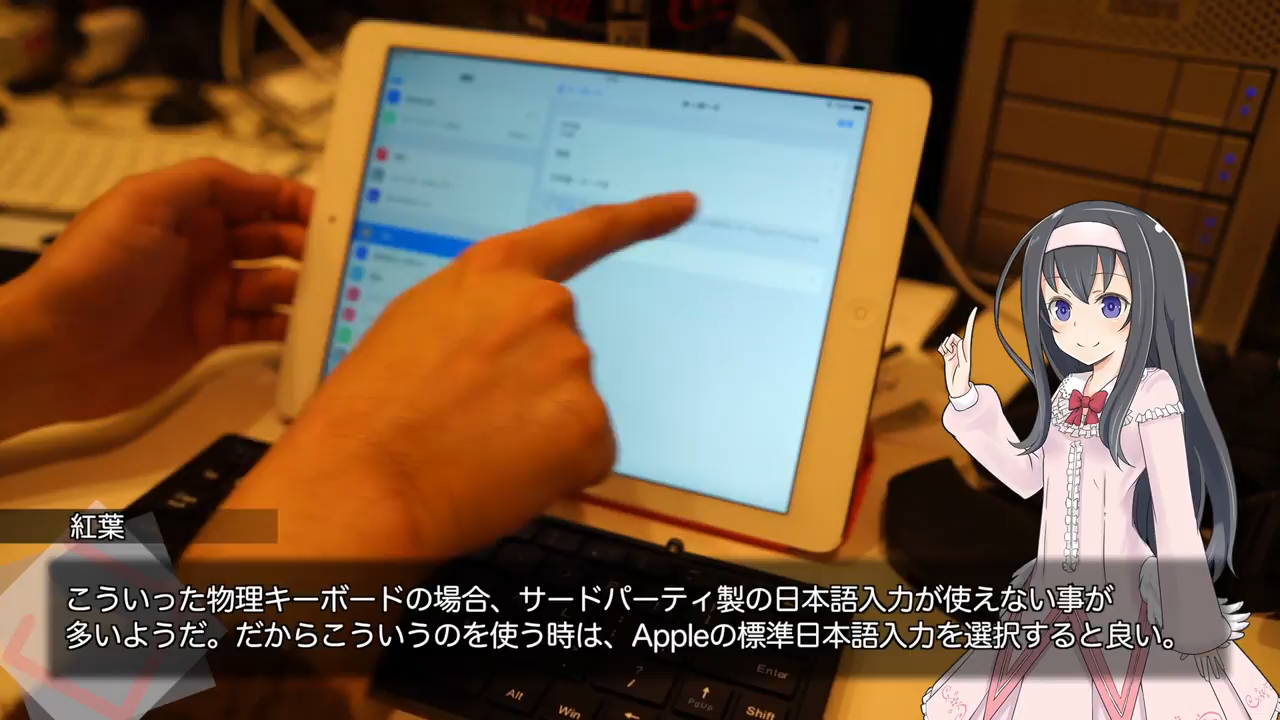 紅葉
こういった物理キーボードの場合、サードパーティ製の日本語入力が使えない事が
多いようだ。だからこういうのを使う時は、Appleの標準日本語入力を選択すると良い。
Enter
Alt
Win
PgUp
Shift